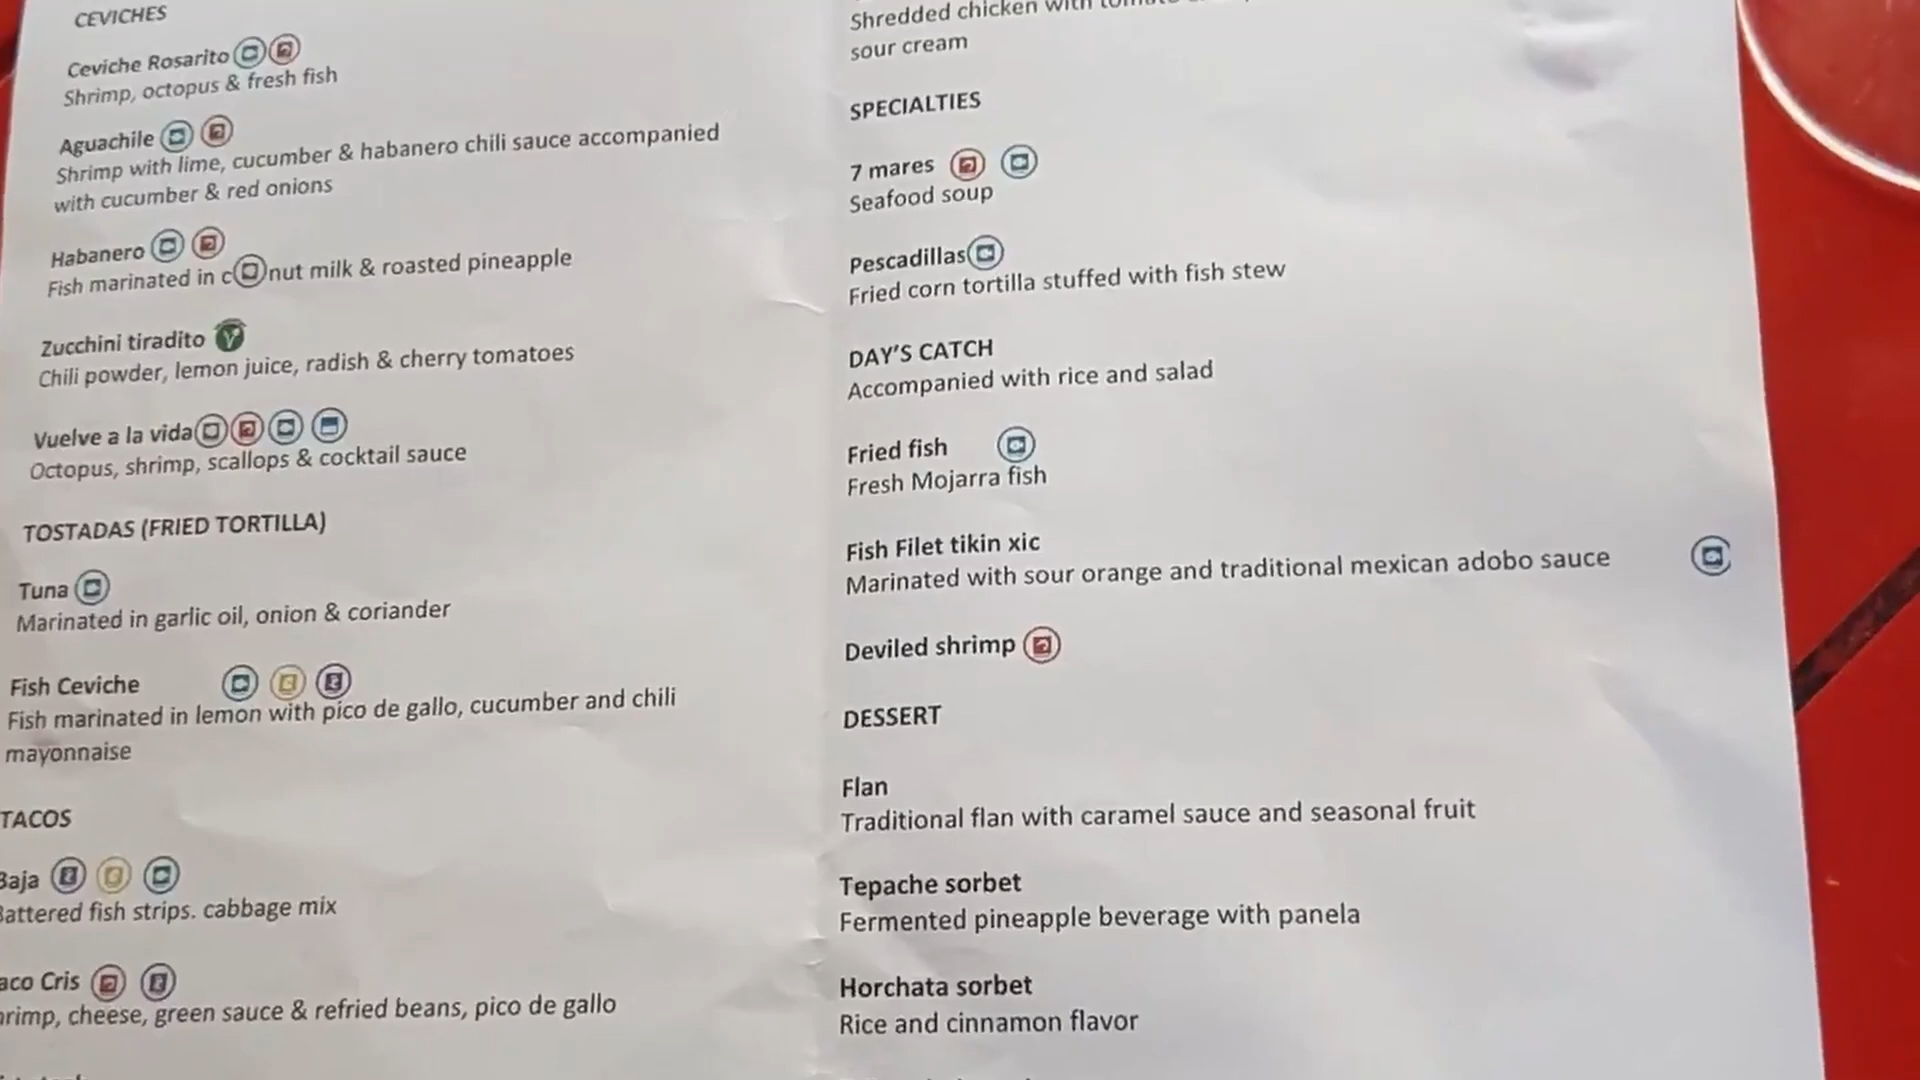 CEVICHES
Ceviche Rosarito
Shrimp, octopus & fresh fish
Aguachile
Shrimp with lime, cucumber & habanero chili sauce accompanied
with cucumber & red onions
Habanero
Fish marinated in c nut milk & roasted pineapple
Zucchini tiradito
Chili powder, lemon juice, radish & cherry tomatoes
Vuelve a la vida
Octopus, shrimp, scallops & cocktail sauce
TOSTADAS (FRIED TORTILLA)
Tuna
Marinated in garlic oil, onion & coriander
Fish Ceviche
Fish marinated in lemon with pico de gallo, cucumber and chili
mayonnaise
TACOS
Baja
Battered fish strips. cabbage mix
aco Cris
rimp, cheese, green sauce & refried beans, pico de gallo
Shredded chicken with
sour cream
SPECIALTIES
7 mares
Seafood soup
Pescadillas
Fried corn tortilla stuffed with fish stew
DAY'S CATCH
Accompanied with rice and salad
Fried fish
Fresh Mojarra fish
Fish Filet tikin xic
Marinated with sour orange and traditional mexican adobo sauce
Deviled shrimp
DESSERT
Flan
Traditional flan with caramel sauce and seasonal fruit
Tepache sorbet
Fermented pineapple beverage with panela
Horchata sorbet
Rice and cinnamon flavor